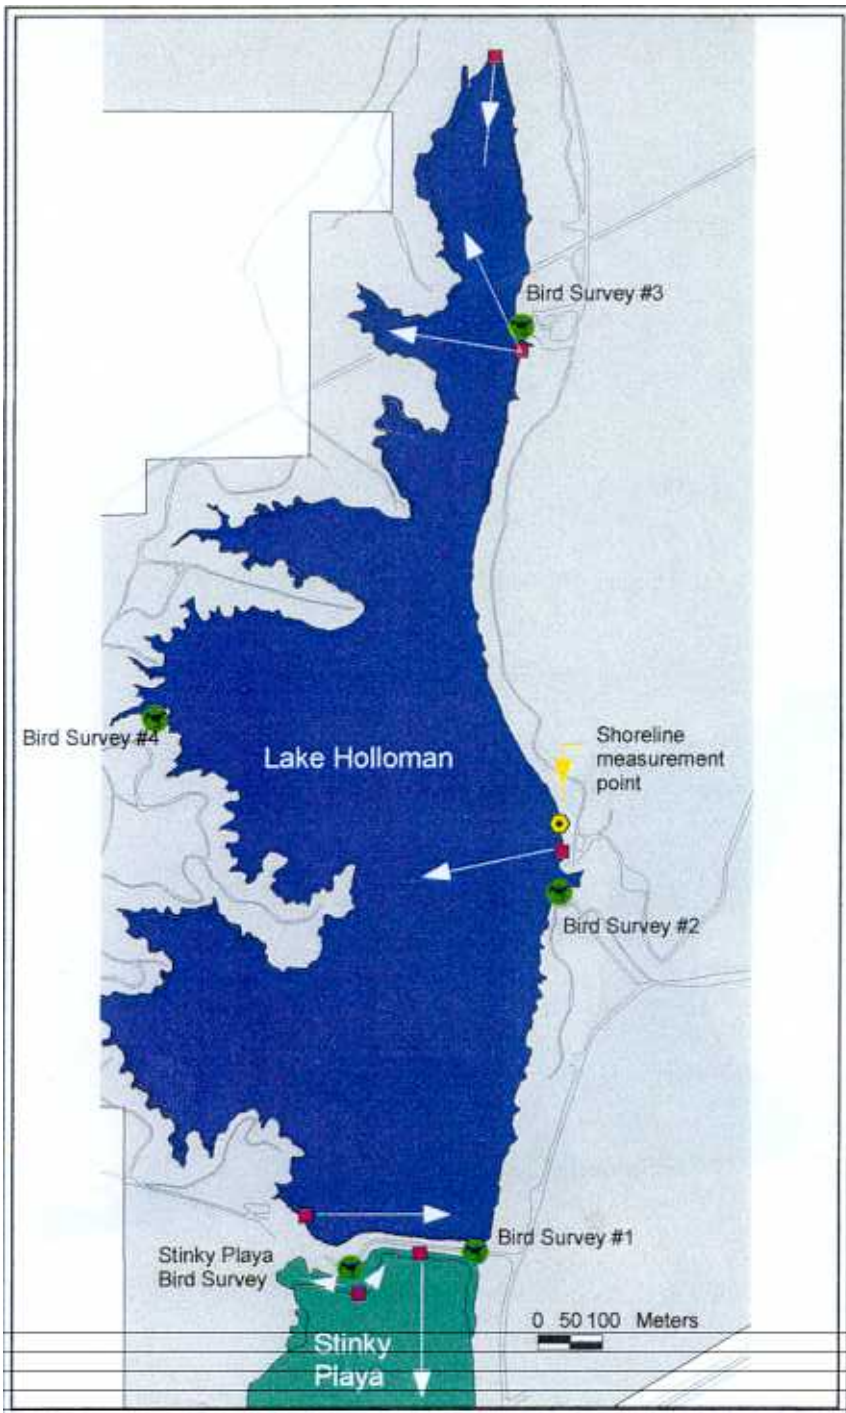 Bird Survey #3
Bird Survey #4
Lake Holloman
Shoreline
measurement
point
Bird Survey #2
Bird Survey #1
Stinky Playa
Bird Survey
0 50 100 Meters
Stinky
Playa